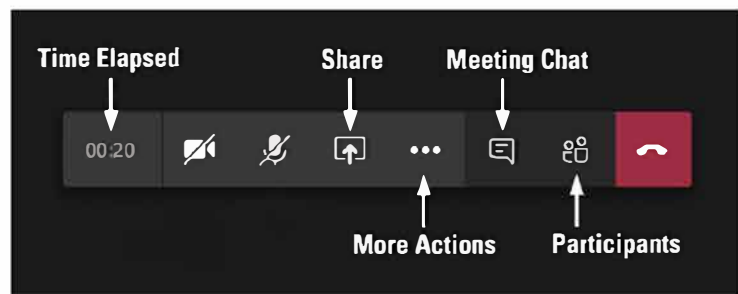 Time Elapsed
Share
Meeting Chat
00:20
More Actions
Participants